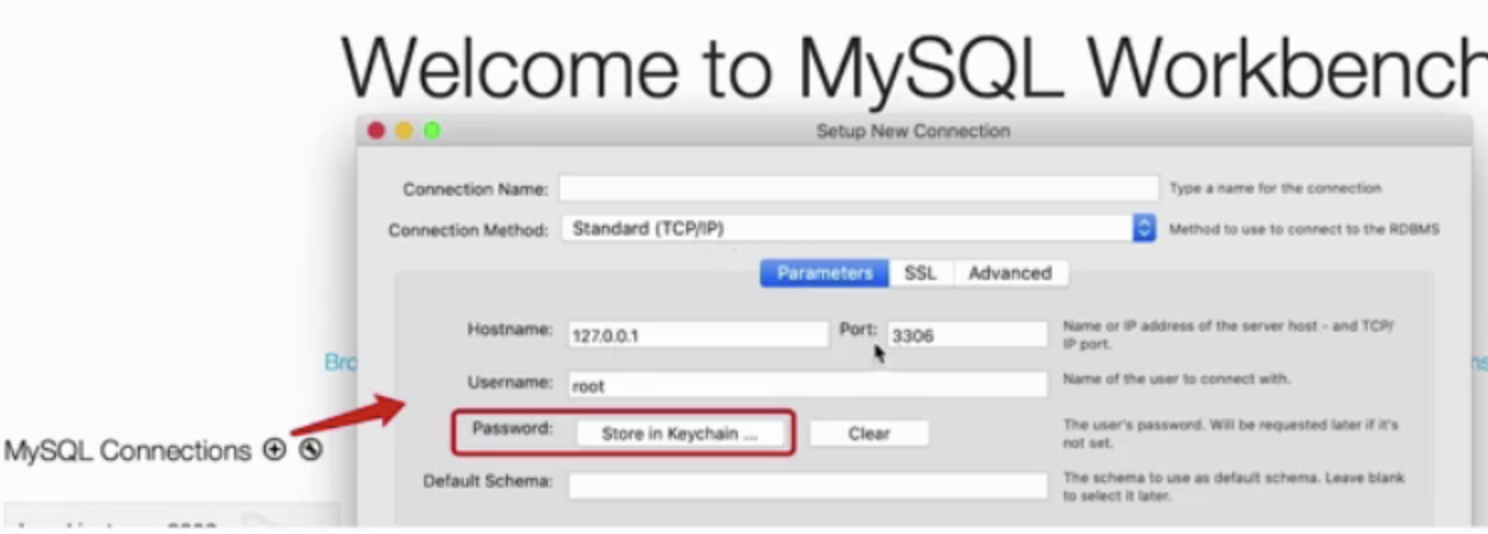 Welcome to MySQL Workbench
Setup New Connection
Connection Name: Type a name for the connection
Connection Method: Standard (TCP/IP) Method to use to connect to the RDBMS
Parameters SSL Advanced
Hostname: 127.0.0.1 Port: 3306 Name or IP address of the server host - and TCP/
IP port.
Bro
Username: root Name of the user to connect with.
MySQL Connections
Password: Store in Keychain ... Clear The user's password. Will be requested later if it's
not set.
Default Schema: The schema to use as default schema. Leave blank
to select it later.